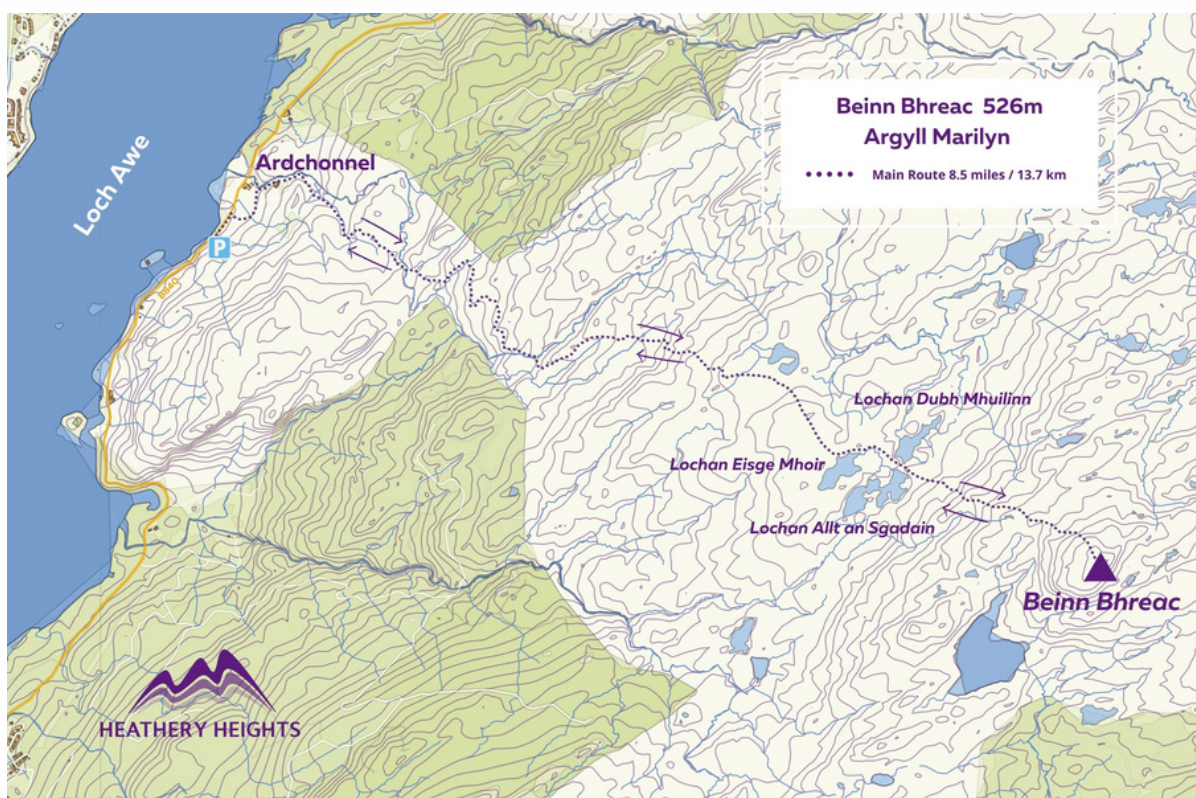 Beinn Bhreac 526m
Argyll Marilyn
Main Route 8.5 miles / 13.7 km
Loch Awe
Ardchonnel
P
B840
Lochan Dubh Mhuilinn
Lochan Eisge Mhoir
Lochan Allt an Sgadain
Beinn Bhreac
HEATHERY HEIGHTS